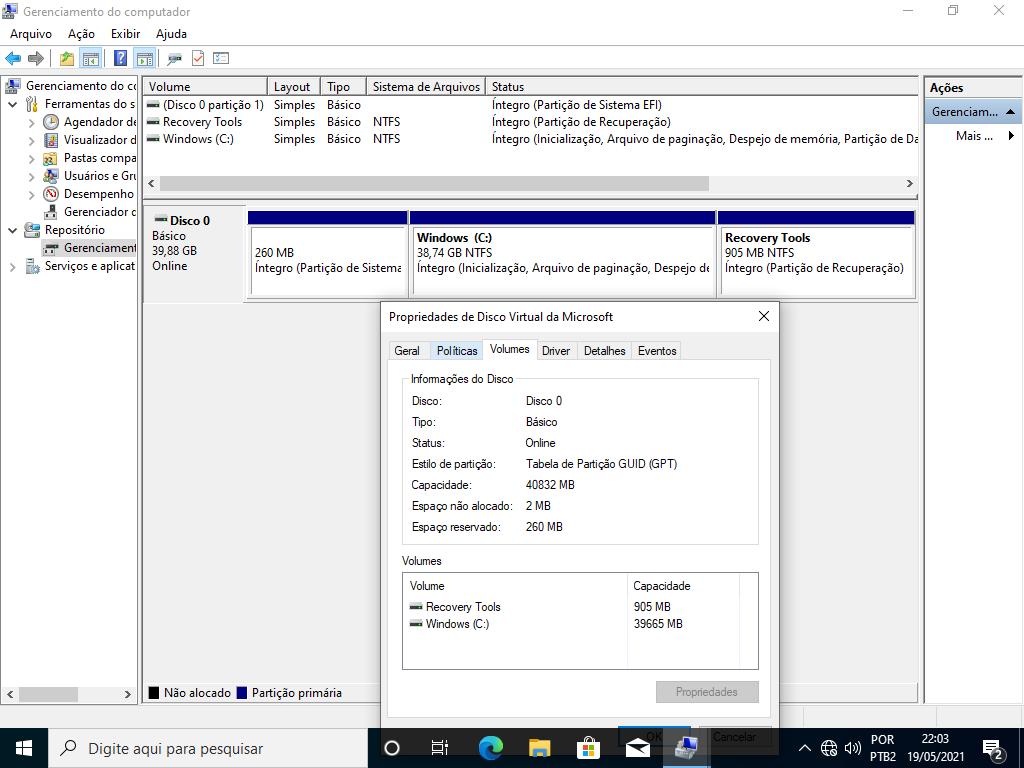 Gerenciamento do computador
Arquivo Ação Exibir Ajuda
Gerenciamento do co
Ferramentas do s
Agendador de
Visualizador d
Pastas compa
Usuários e Gru
Desempenho
Gerenciador d
Repositório
Gerenciament
Serviços e aplicat
Volume Layout Tipo Sistema de Arquivos Status
(Disco 0 partição 1) Simples Básico Íntegro (Partição de Sistema EFI)
Recovery Tools Simples Básico NTFS Íntegro (Partição de Recuperação)
Windows (C:) Simples Básico NTFS Íntegro (Inicialização, Arquivo de paginação, Despejo de memória, Partição de Da
Ações
Gerenciam...
Mais ...
Disco 0
Básico
39,88 GB
Online
260 MB
Íntegro (Partição de Sistema
Windows (C:)
38,74 GB NTFS
Íntegro (Inicialização, Arquivo de paginação, Despejo de
Recovery Tools
905 MB NTFS
Íntegro (Partição de Recuperação)
Propriedades de Disco Virtual da Microsoft
Geral Políticas Volumes Driver Detalhes Eventos
Informações do Disco
Disco: Disco 0
Tipo: Básico
Status: Online
Estilo de partição: Tabela de Partição GUID (GPT)
Capacidade: 40832 MB
Espaço não alocado: 2 MB
Espaço reservado: 260 MB
Volumes
Volume Capacidade
Recovery Tools 905 MB
Windows (C:) 39665 MB
Propriedades
OK Cancelar
Não alocado Partição primária
Digite aqui para pesquisar
POR
PTB2
22:03
19/05/2021
2